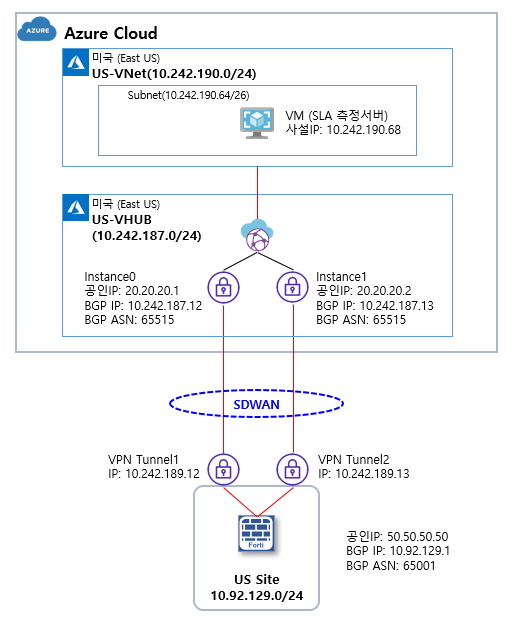 AZURE
Azure Cloud
미국 (East US)
US-VNet(10.242.190.0/24)
Subnet(10.242.190.64/26)
VM (SLA 측정서버)
사설IP: 10.242.190.68
미국 (East US)
US-VHUB
(10.242.187.0/24)
Instance0
공인IP: 20.20.20.1
BGP IP: 10.242.187.12
BGP ASN: 65515
Instance1
공인IP: 20.20.20.2
BGP IP: 10.242.187.13
BGP ASN: 65515
SDWAN
VPN Tunnel1
IP: 10.242.189.12
VPN Tunnel2
IP: 10.242.189.13
Forti
US Site
10.92.129.0/24
공인IP: 50.50.50.50
BGP IP: 10.92.129.1
BGP ASN: 65001